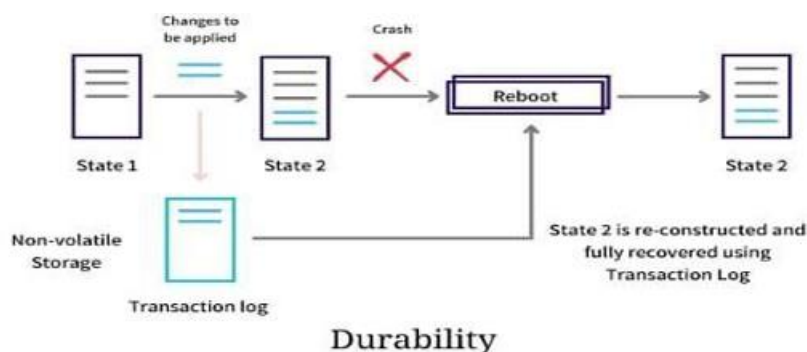 Changes to
be applied
Crash
Reboot
State 1
State 2
State 2
Non-volatile
Storage
State 2 is re-constructed and
fully recovered using
Transaction Log
Transaction log
Durability